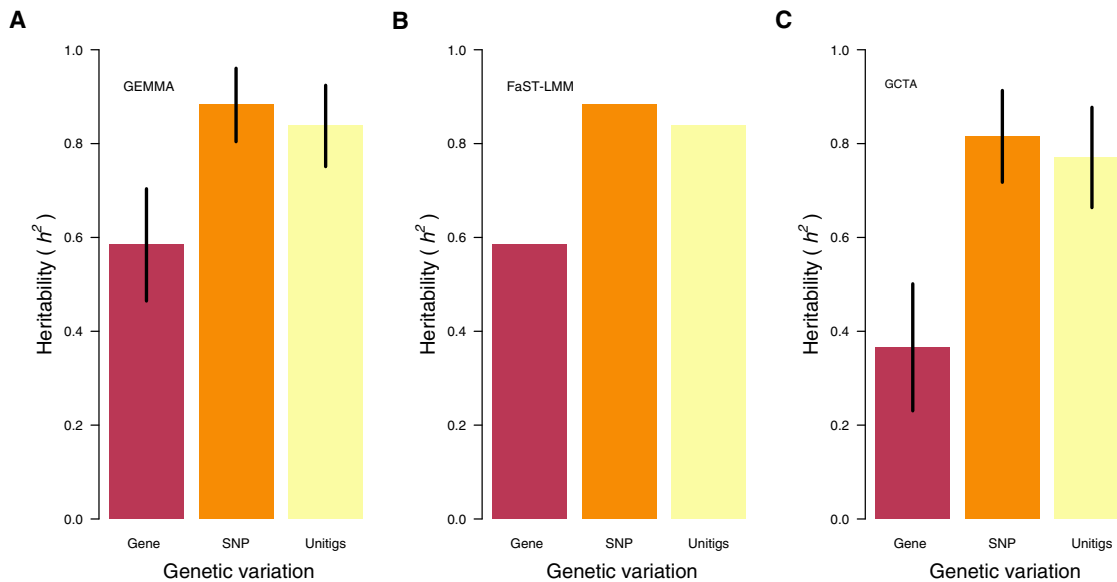 A
1.0
0.8
0.6
0.4
0.2
0.0
Heritability ( h² )
GEMMA
Gene SNP Unitigs
Genetic variation
B
1.0
0.8
0.6
0.4
0.2
0.0
Heritability ( h² )
FaST-LMM
Gene SNP Unitigs
Genetic variation
C
1.0
0.8
0.6
0.4
0.2
0.0
Heritability ( h² )
GCTA
Gene SNP Unitigs
Genetic variation